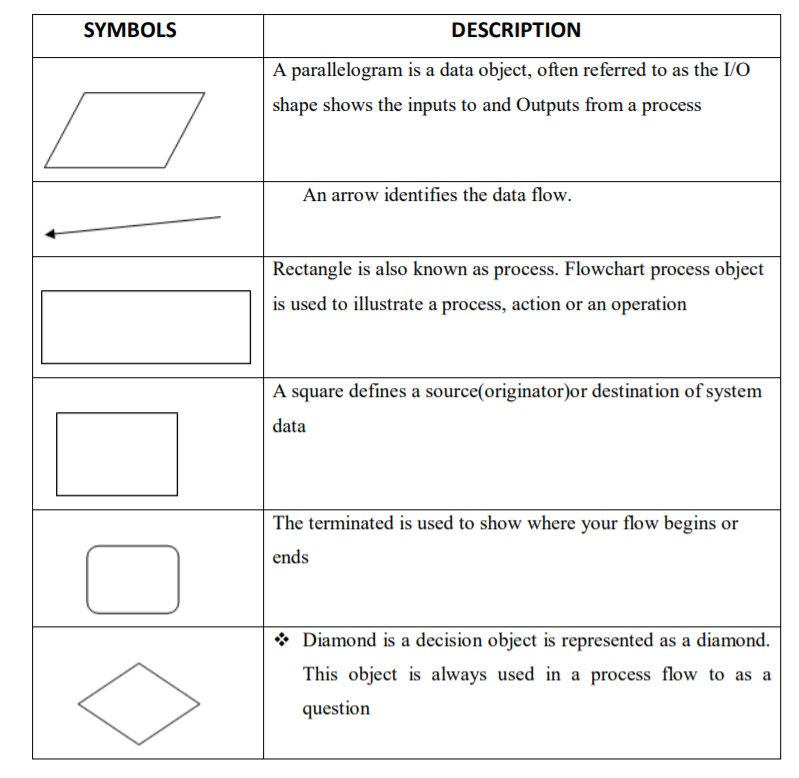 SYMBOLS
DESCRIPTION
A parallelogram is a data object, often referred to as the I/O
shape shows the inputs to and Outputs from a process
An arrow identifies the data flow.
Rectangle is also known as process. Flowchart process object
is used to illustrate a process, action or an operation
A square defines a source(originator)or destination of system
data
The terminated is used to show where your flow begins or
ends
❖ Diamond is a decision object is represented as a diamond.
This object is always used in a process flow to as a
question